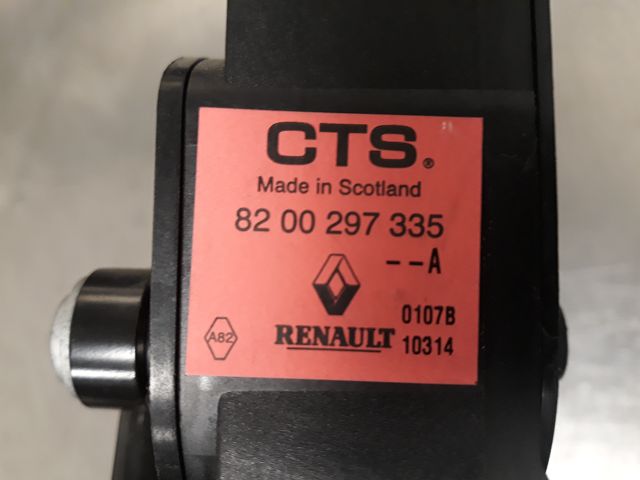 CTS®
Made in Scotland
82 00 297 335
--A
0107B
A82
RENAULT
10314